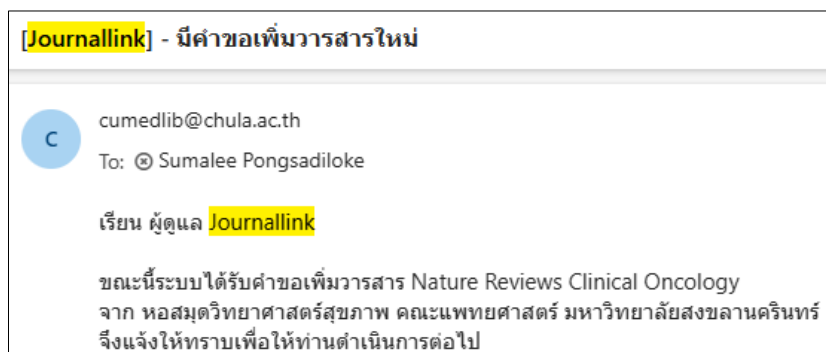 [Journallink] - มีคำขอเพิ่มวารสารใหม่
C
cumedlib@chula.ac.th
To: Sumalee Pongsadiloke
เรียน ผู้ดูแล Journallink
ขณะนี้ระบบได้รับคำขอเพิ่มวารสาร Nature Reviews Clinical Oncology
จาก หอสมุดวิทยาศาสตร์สุขภาพ คณะแพทยศาสตร์ มหาวิทยาลัยสงขลานครินทร์
จึงแจ้งให้ทราบเพื่อให้ท่านดำเนินการต่อไป